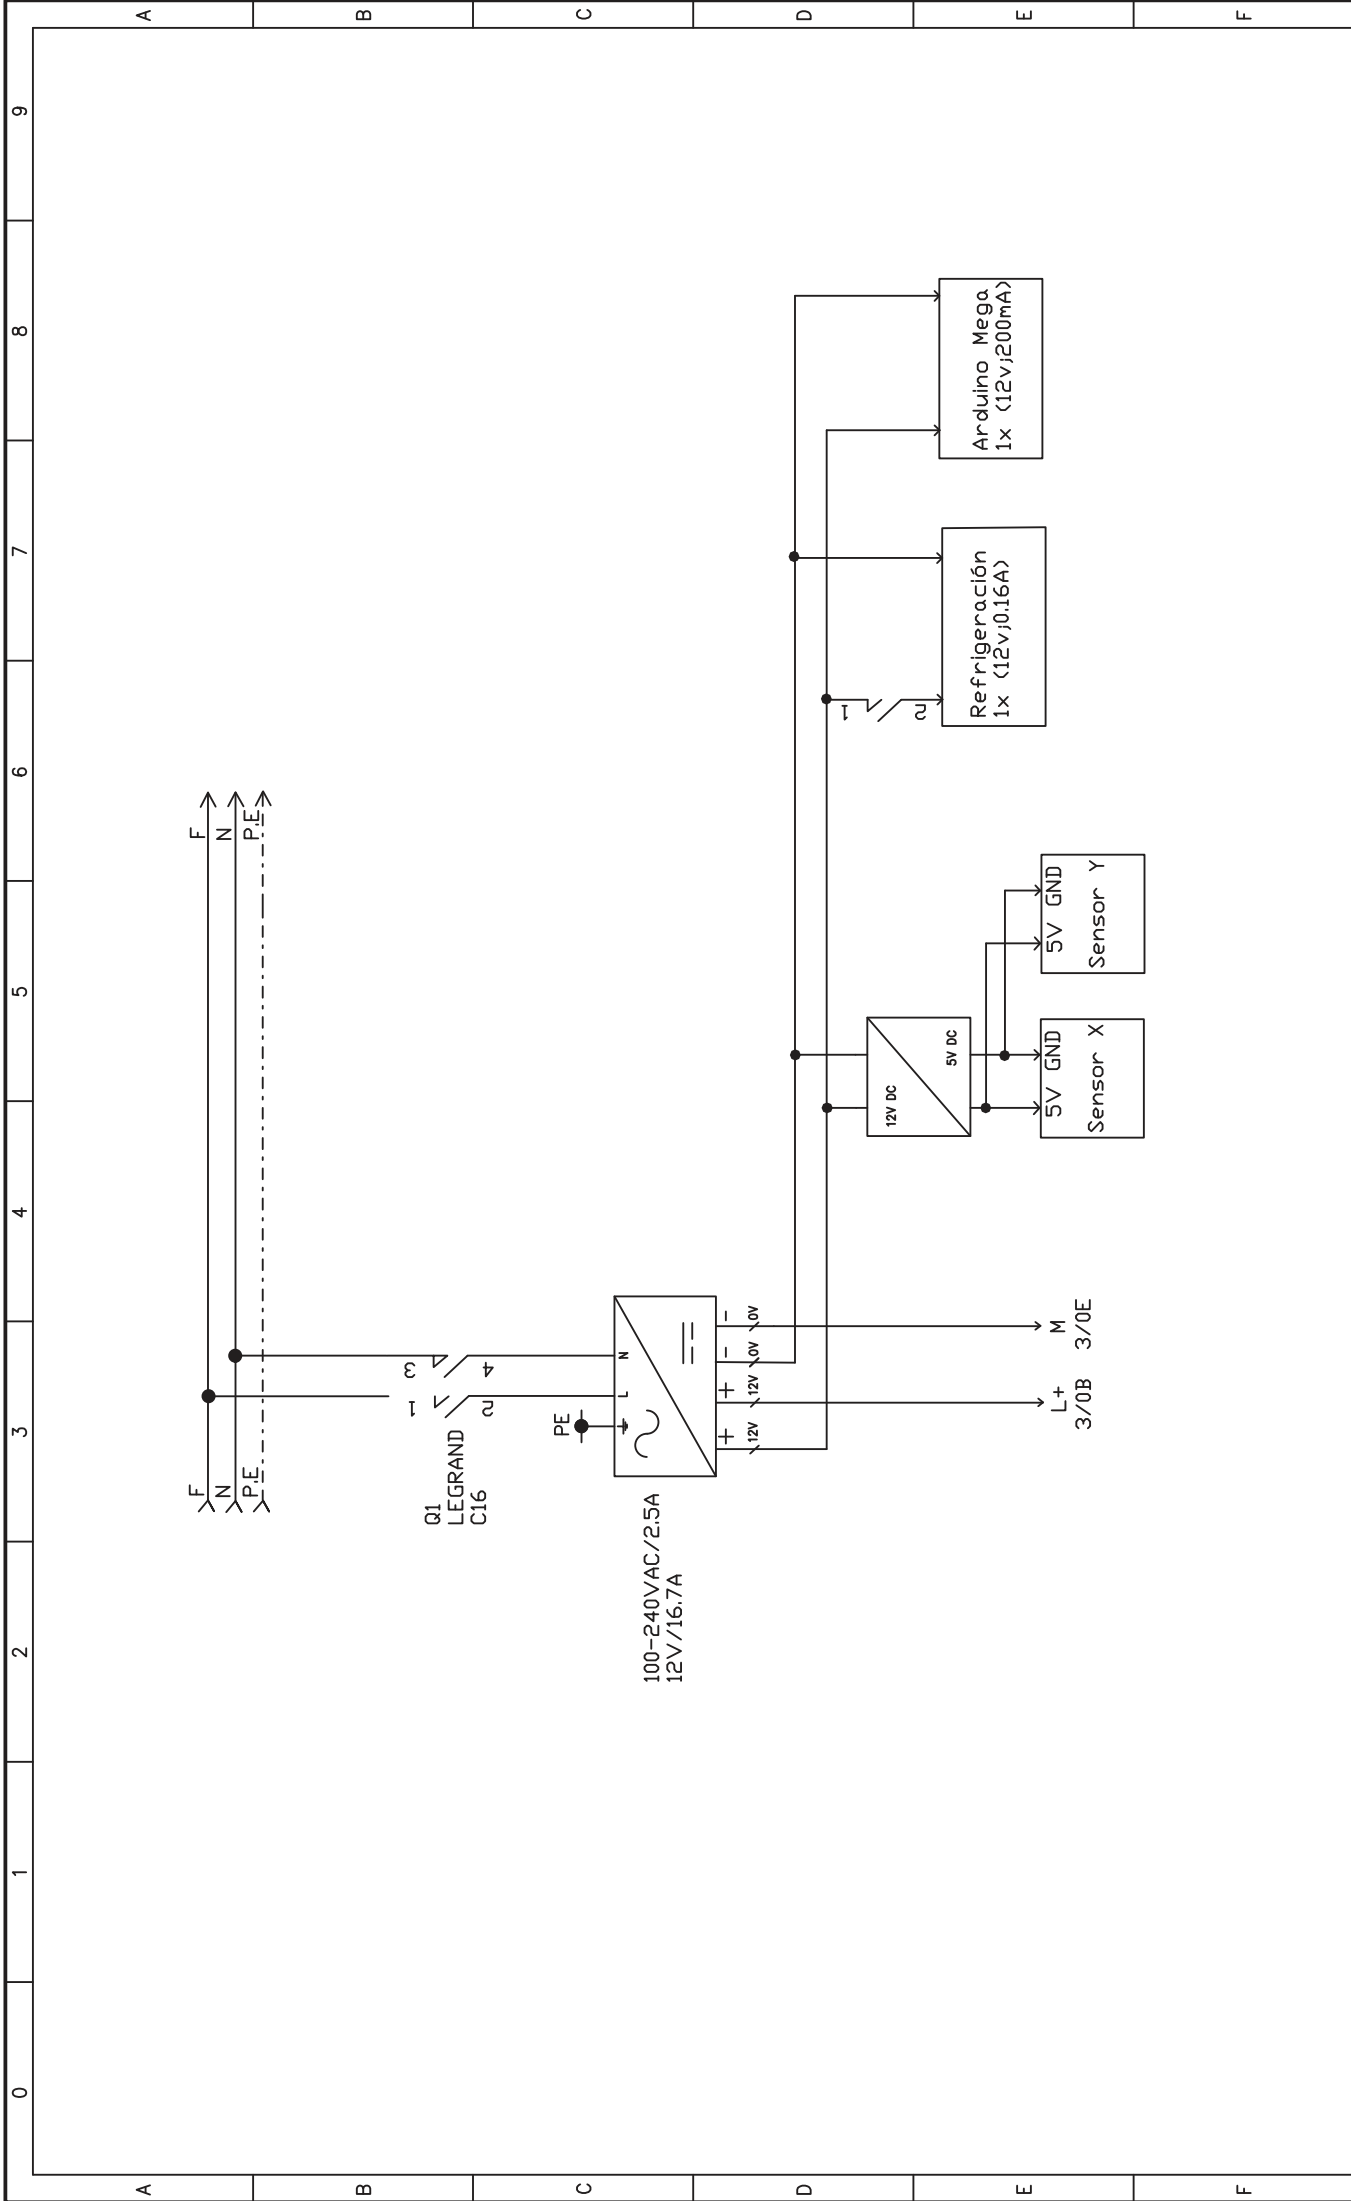 0 1 2 3 4 5 6 7 8 9
A A
B B
C C
D D
E E
F F
F
N
P.E
F
N
P.E
Q1
LEGRAND
C16
1
3
2
4
PE
L
N
100-240VAC/2.5A
12V/16.7A
+ + - -
12V 12V 0V 0V
L+
3/0B
M
3/0E
12V DC
5V DC
5V GND
Sensor X
5V GND
Sensor Y
1
2
Refrigeración
1x (12v;0.16A)
Arduino Mega
1x (12v;200mA)